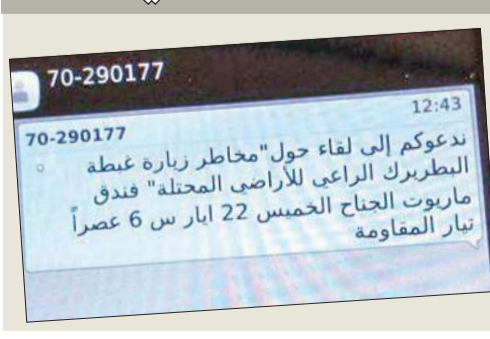 70-290177
12:43
70-290177
ندعوكم إلى لقاء حول"مخاطر زيارة غبطة
البطريرك الراعي للأراضي المحتلة" فندق
ماريوت الجناح الخميس 22 ايار س 6 عصراً
تيار المقاومة